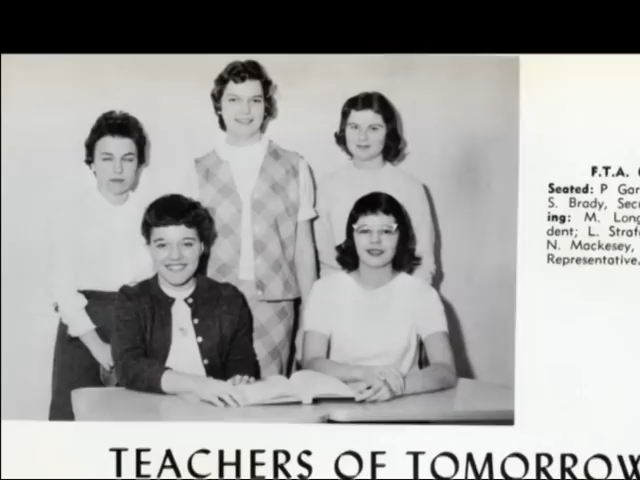 F.T.A.
Seated: P Gar
S. Brady, Sec
ing: M. Long
dent; L. Straf
N. Mackesey,
Representative.
TEACHERS OF TOMORROW